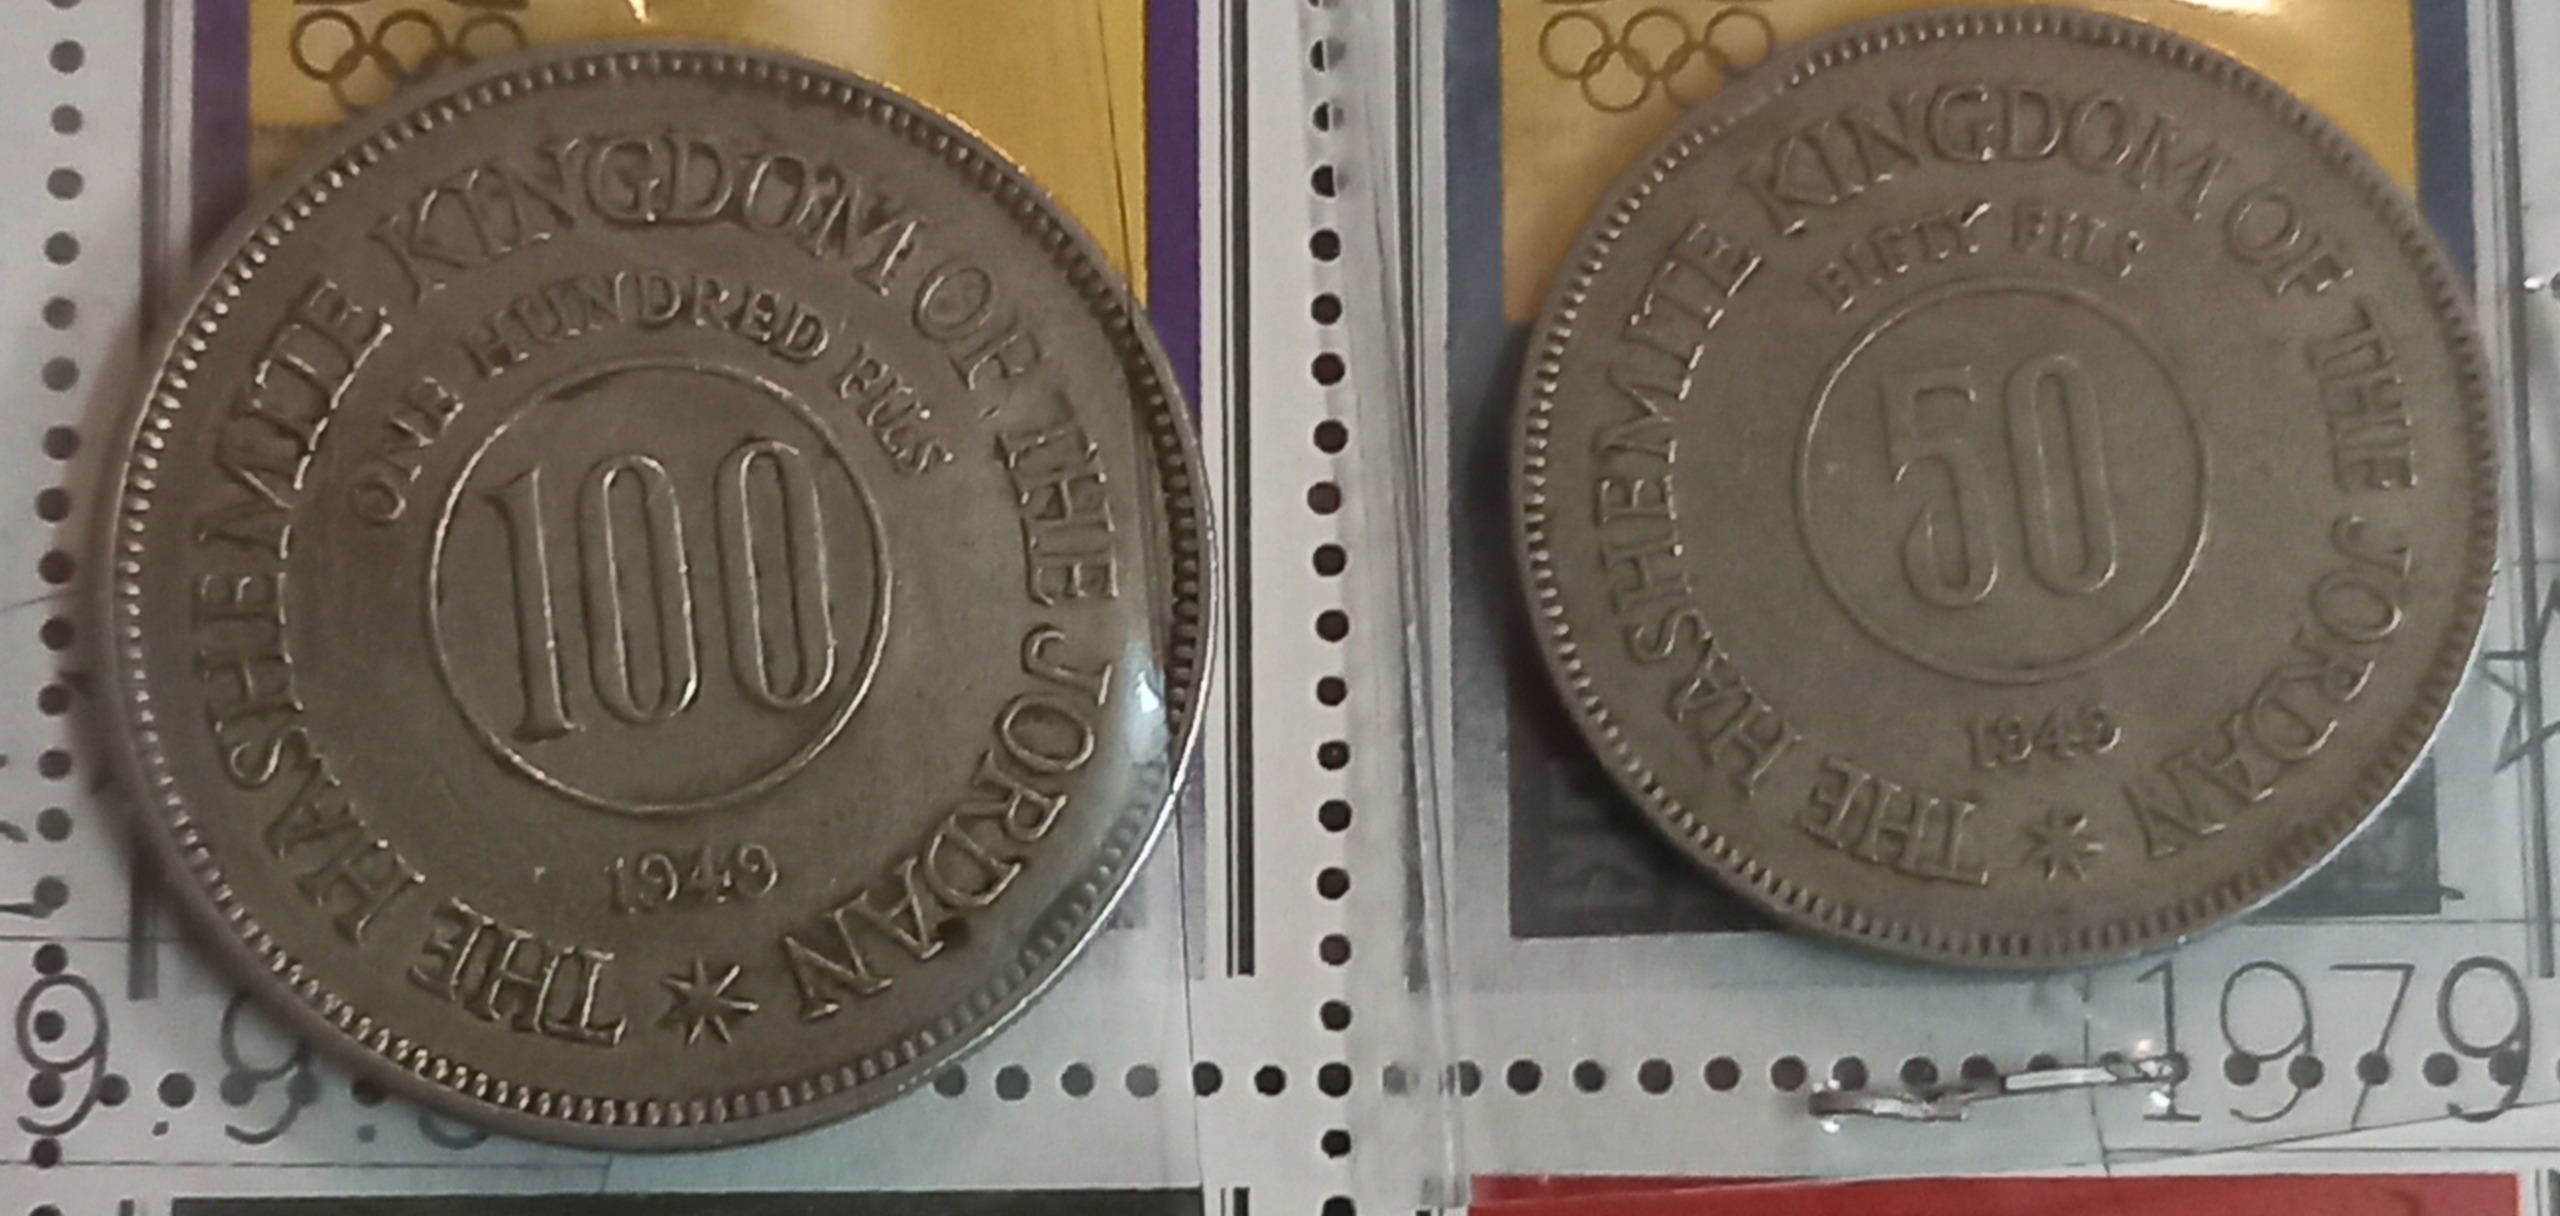 THE HASHEMITE KINGDOM OF THE JORDAN
ONE HUNDRED FILS
100
1949
THE HASHEMITE KINGDOM OF THE JORDAN
FIFTY FILS
50
1949
1979